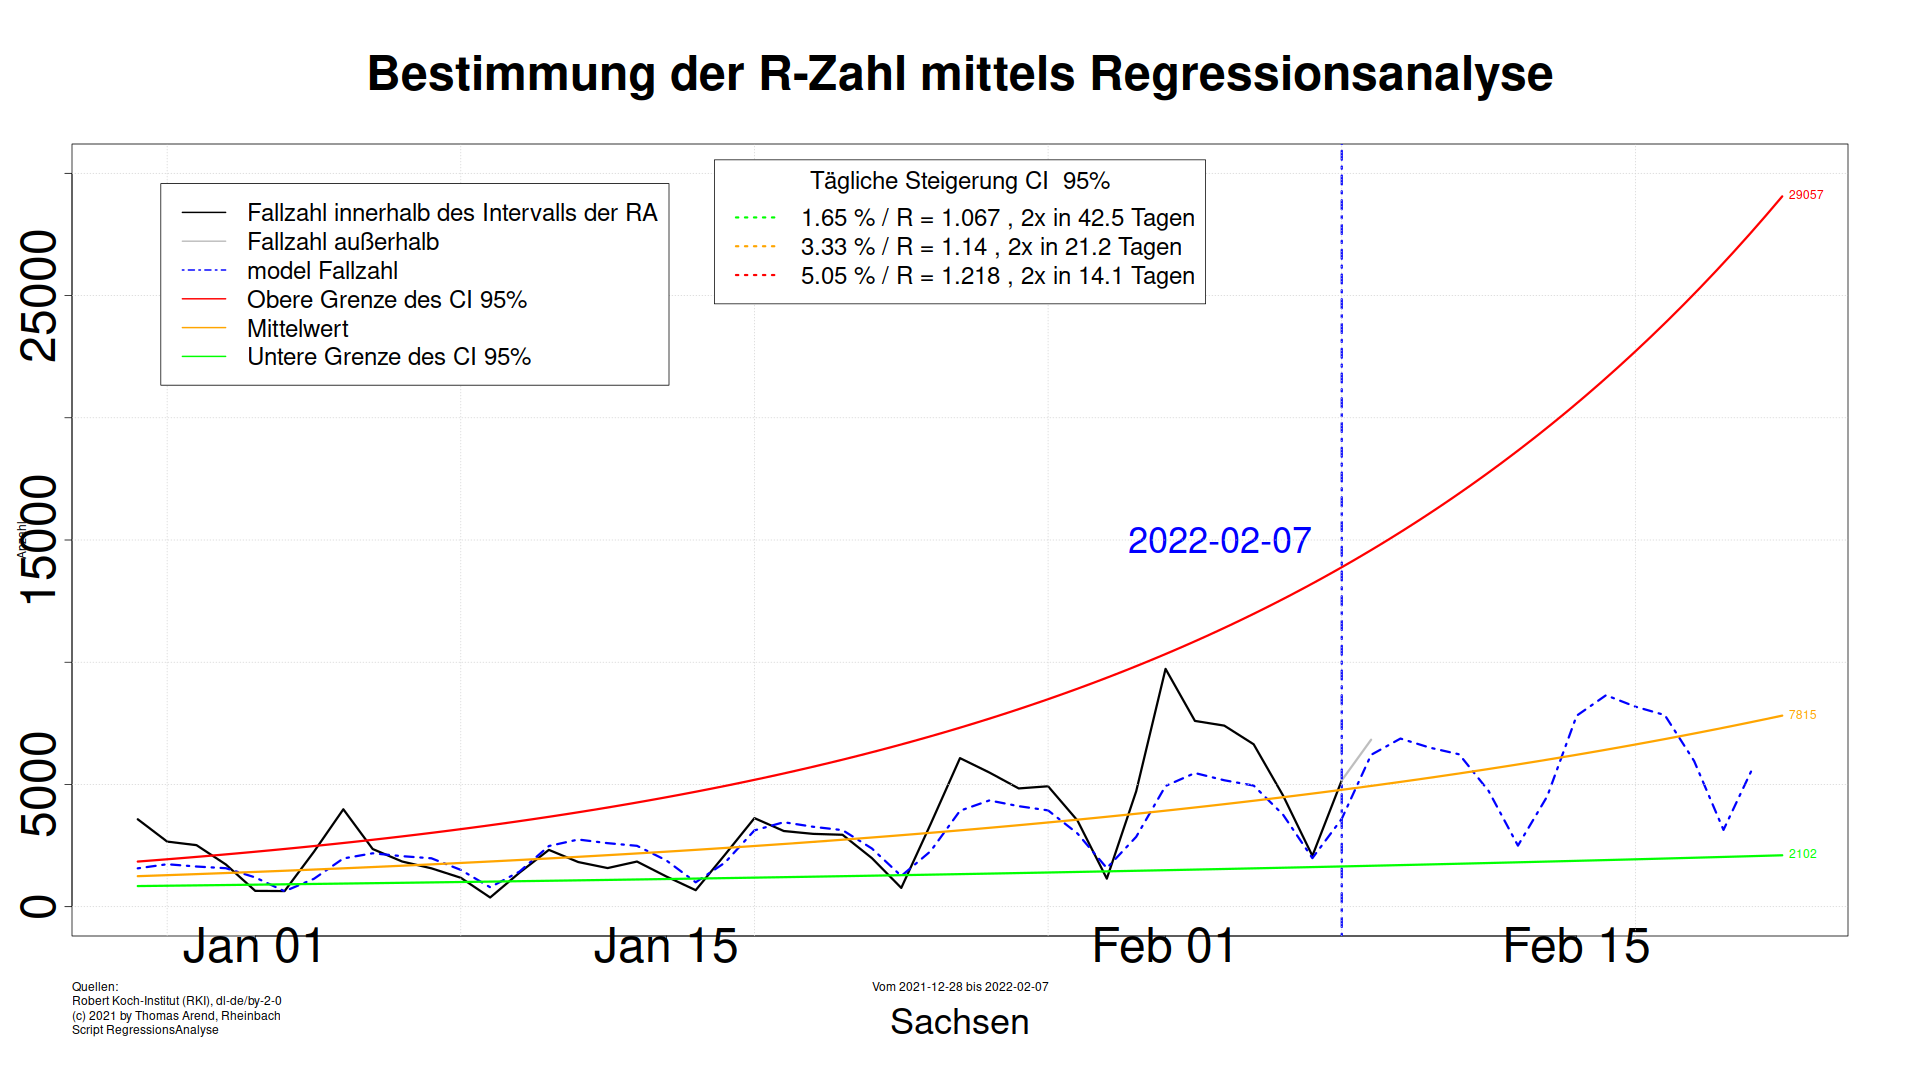 Bestimmung der R-Zahl mittels Regressionsanalyse
Fallzahl innerhalb des Intervalls der RA
Fallzahl außerhalb
model Fallzahl
Obere Grenze des CI 95%
Mittelwert
Untere Grenze des CI 95%
Tägliche Steigerung CI  95%
1.65 % / R = 1.067 , 2x in 42.5 Tagen
3.33 % / R = 1.14 , 2x in 21.2 Tagen
5.05 % / R = 1.218 , 2x in 14.1 Tagen
29057
25000
15000
Anzahl
2022-02-07
7815
5000
2102
0
Jan 01
Jan 15
Feb 01
Feb 15
Quellen:
Robert Koch-Institut (RKI), dl-de/by-2-0
(c) 2021 by Thomas Arend, Rheinbach
Script RegressionsAnalyse
Vom 2021-12-28 bis 2022-02-07
Sachsen